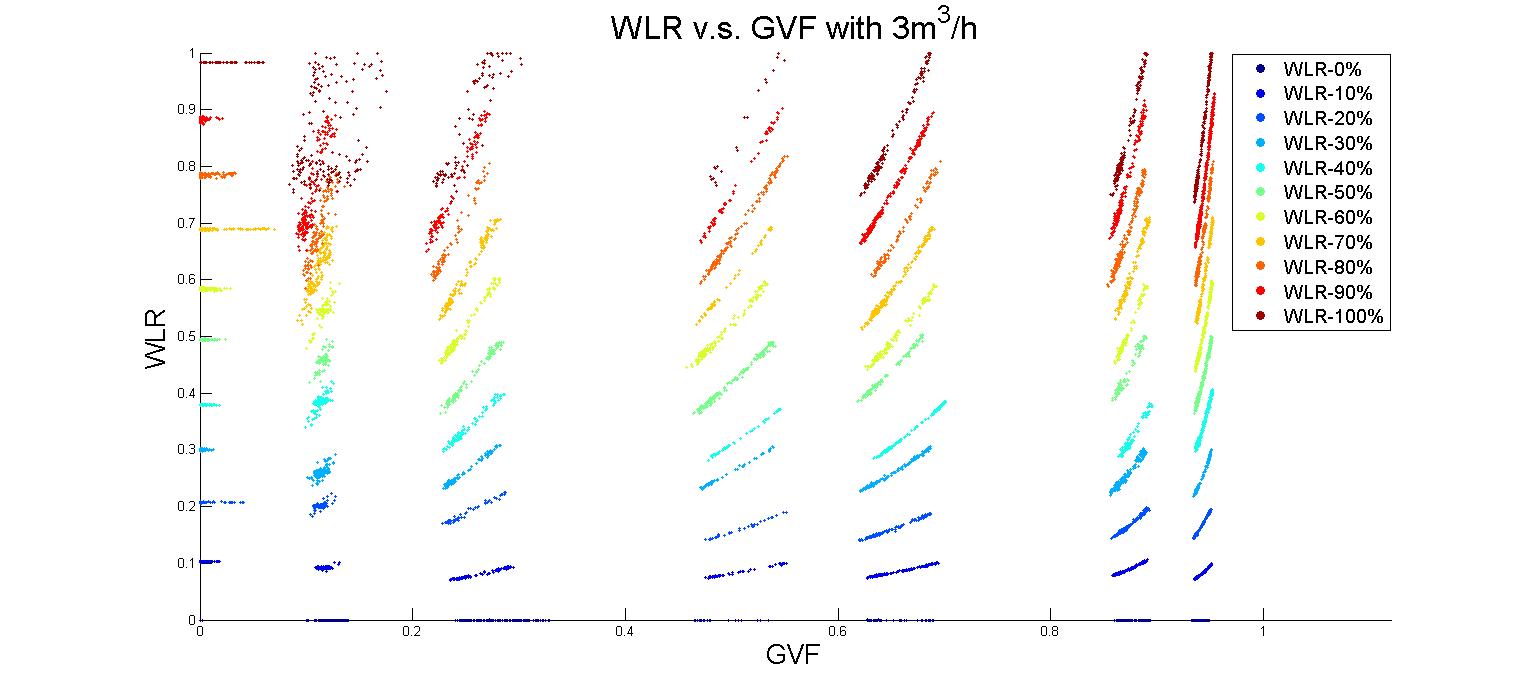 WLR v.s. GVF with 3m³/h
1
0.9
0.8
0.7
0.6
0.5
0.4
0.3
0.2
0.1
0
WLR
0 0.2 0.4 0.6 0.8 1
GVF
WLR-0%
WLR-10%
WLR-20%
WLR-30%
WLR-40%
WLR-50%
WLR-60%
WLR-70%
WLR-80%
WLR-90%
WLR-100%